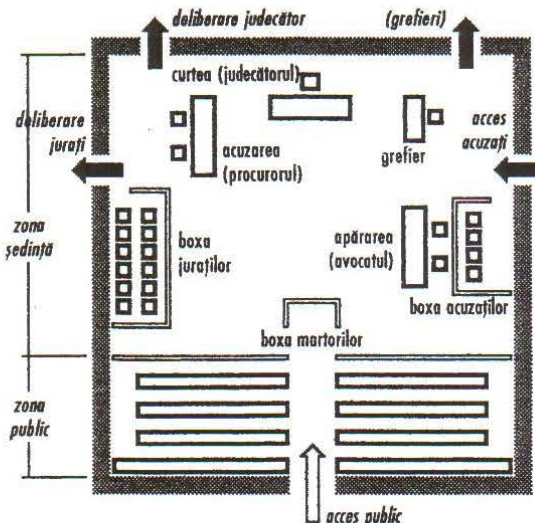 deliberare judecător
(grefieri)
curtea (judecătorul)
deliberare
jurați
acuzarea
(procurorul)
grefier
acces
acuzați
zona
ședință
boxa
juraților
apărarea
(avocatul)
boxa acuzaților
boxa martorilor
zona
public
acces public